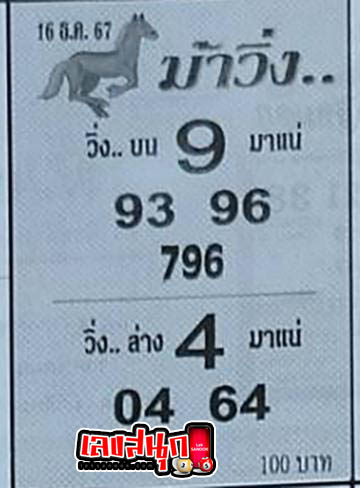 16 ธ.ค. 67
ม้าวิ่ง..
วิ่ง.. บน 9 มาแน่
93 96
796
วิ่ง.. ล่าง 4 มาแน่
04 64
เลขสนุก
100 บาท